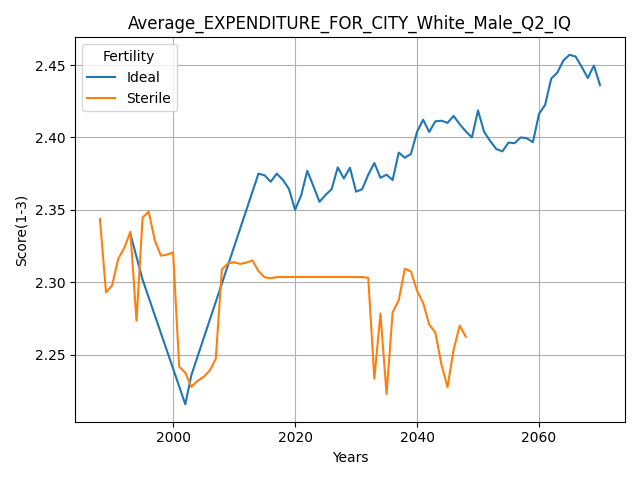 Average_EXPENDITURE_FOR_CITY_White_Male_Q2_IQ
Fertility
Ideal
Sterile
2.45
2.40
2.35
2.30
2.25
Score(1-3)
2000
2020
2040
2060
Years